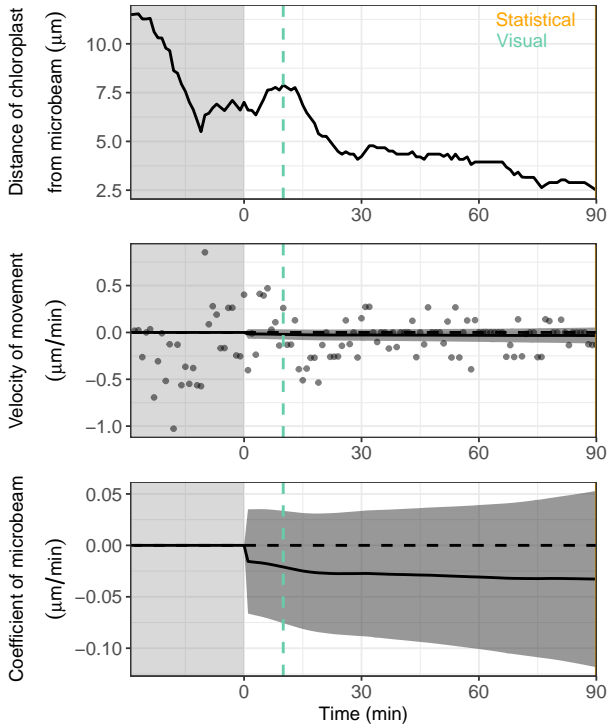 Distance of chloroplast
from microbeam (μm)
10.0
7.5
5.0
2.5
Statistical
Visual
0
30
60
90
Velocity of movement
(μm/min)
0.5
0.0
−0.5
−1.0
0
30
60
90
Coefficient of microbeam
(μm/min)
0.05
0.00
−0.05
−0.10
0
30
60
90
Time (min)